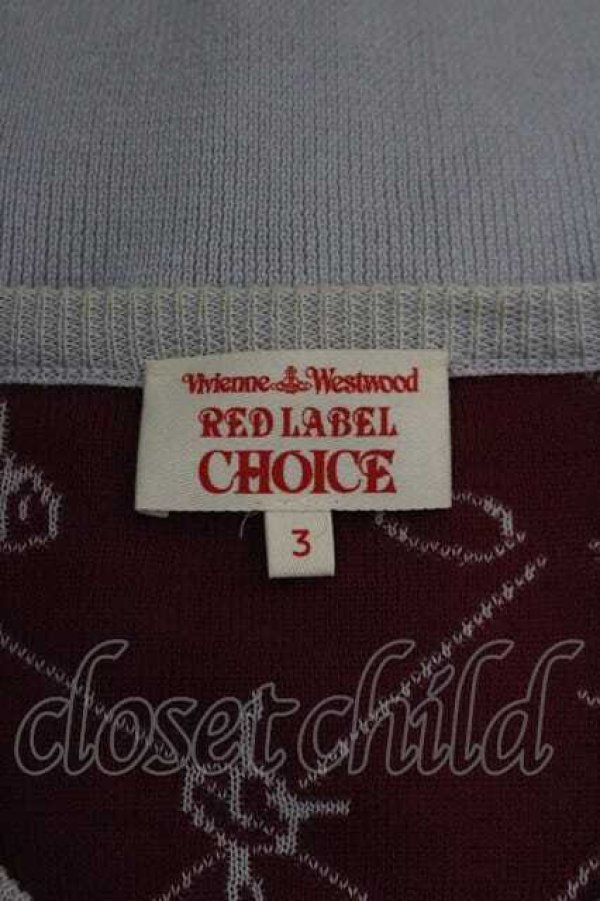 Vivienne Westwood
RED LABEL
CHOICE
3
closet child